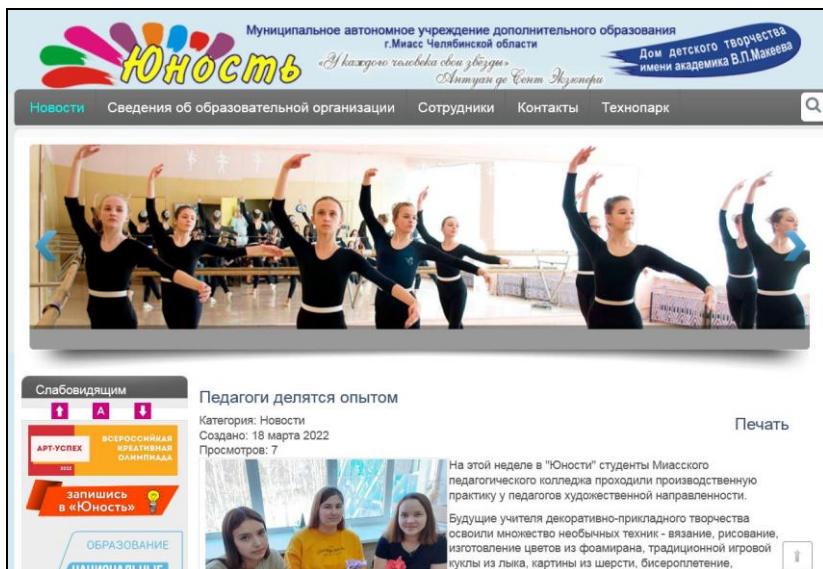 Юность
Муниципальное автономное учреждение дополнительного образования
г.Миасс Челябинской области
«У каждого человека свои звёзды»
Антуан де Сент Экзюпери
Дом детского творчества
имени академика В.П.Макеева
Новости Сведения об образовательной организации Сотрудники Контакты Технопарк
Слабовидящим
А
АРТ-УСПЕХ
2022
ВСЕРОССИЙСКАЯ
КРЕАТИВНАЯ
ОЛИМПИАДА
запишись
в «Юность»
ОБРАЗОВАНИЕ
НАЦИОНАЛЬНЫЕ
Педагоги делятся опытом
Категория: Новости
Печать
Создано: 18 марта 2022
Просмотров: 7
На этой неделе в "Юности" студенты Миасского
педагогического колледжа проходили производственную
практику у педагогов художественной направленности.
Будущие учителя декоративно-прикладного творчества
освоили множество необычных техник - вязание, рисование,
изготовление цветов из фоамирана, традиционной игровой
куклы из лыка, картины из шерсти, бисероплетение,